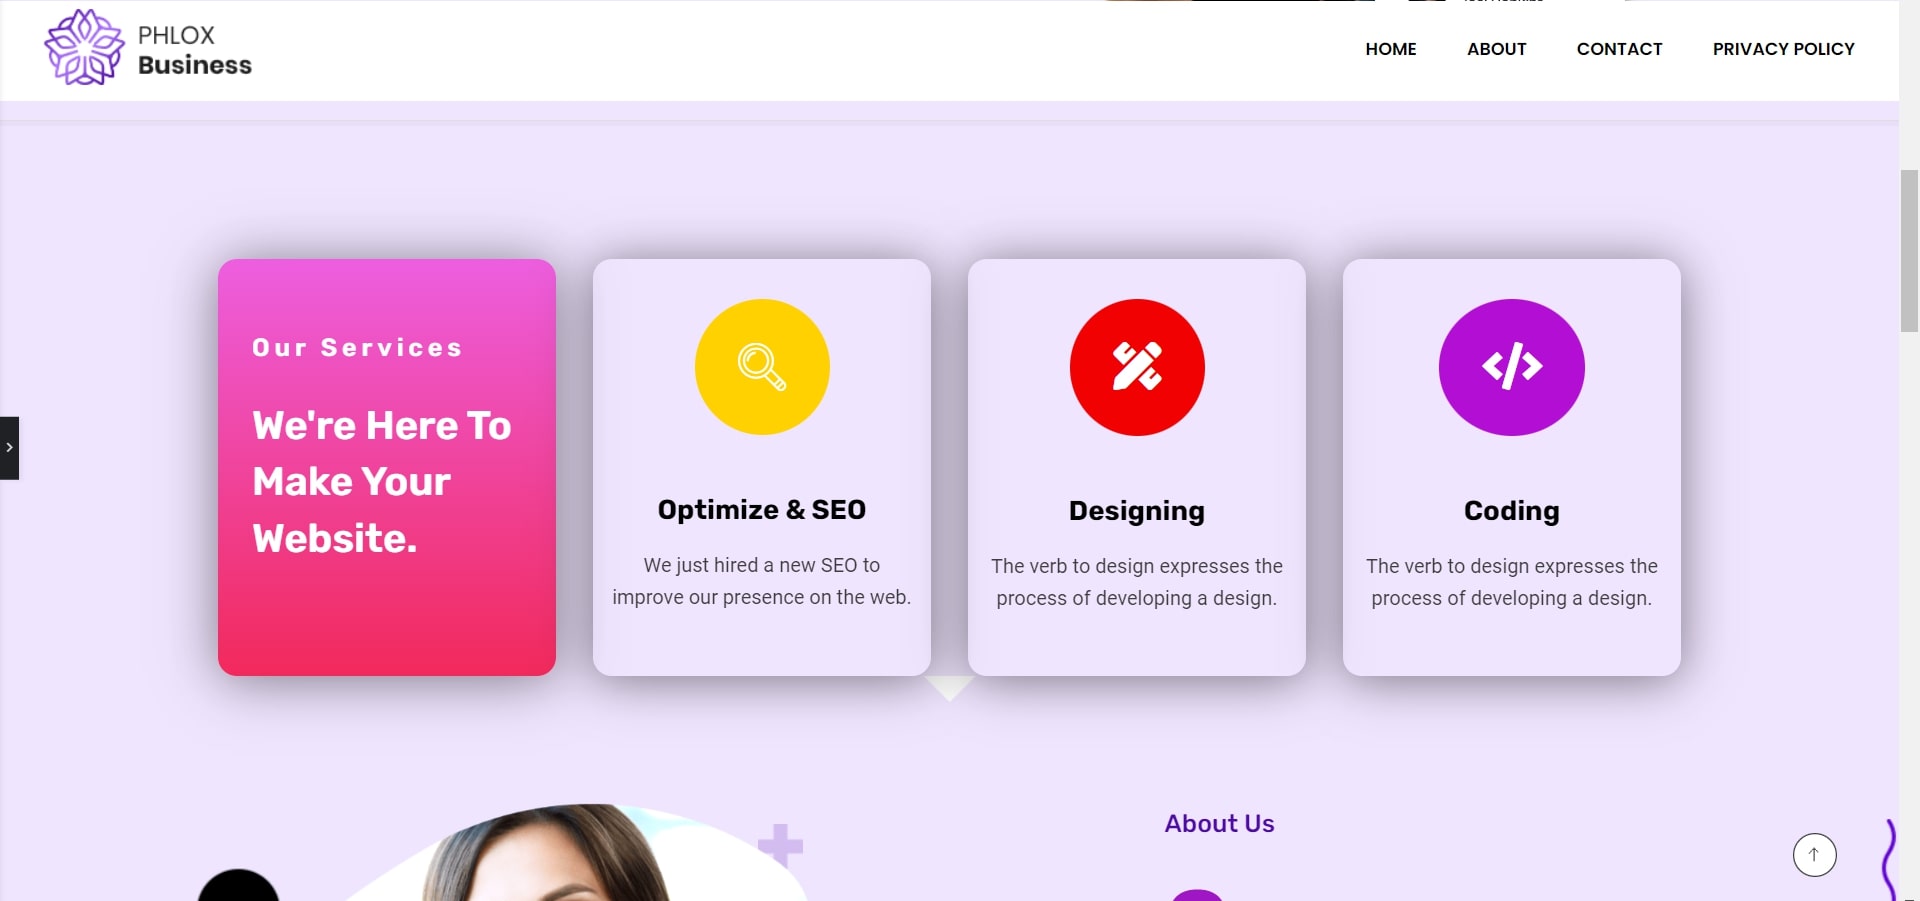 PHLOX
Business
HOME ABOUT CONTACT PRIVACY POLICY
Our Services
We're Here To
Make Your
Website.
Optimize & SEO
We just hired a new SEO to
improve our presence on the web.
Designing
The verb to design expresses the
process of developing a design.
Coding
The verb to design expresses the
process of developing a design.
About Us